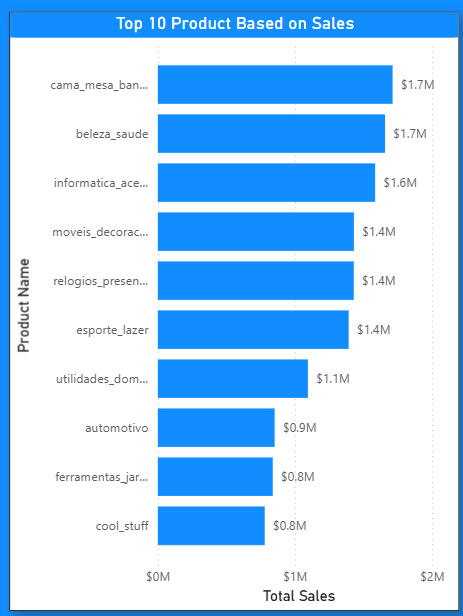 Top 10 Product Based on Sales
cama_mesa_ban... $1.7M
beleza_saude $1.7M
informatica_ace... $1.6M
moveis_decorac... $1.4M
relogios_presen... $1.4M
esporte_lazer $1.4M
utilidades_dom... $1.1M
automotivo $0.9M
ferramentas_jar... $0.8M
cool_stuff $0.8M
Product Name
$0M $1M $2M
Total Sales